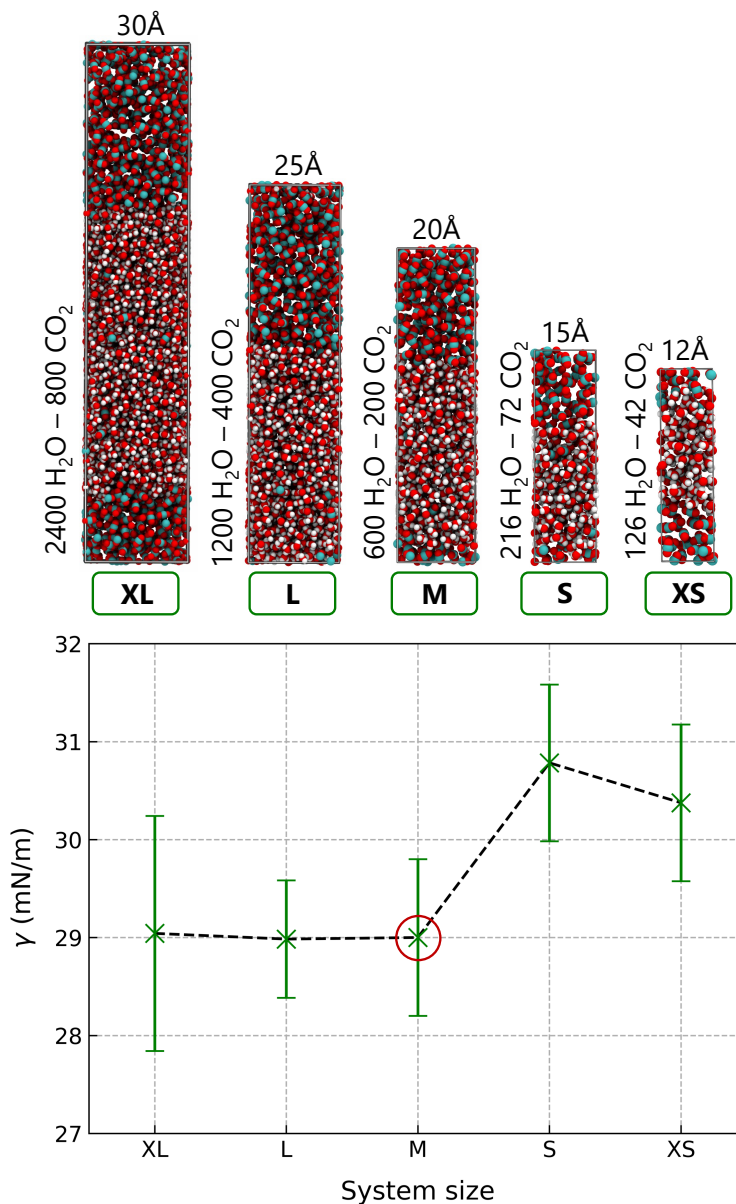 30Å
25Å
20Å
15Å
12Å
2400 H₂O – 800 CO₂
1200 H₂O – 400 CO₂
600 H₂O – 200 CO₂
216 H₂O – 72 CO₂
126 H₂O – 42 CO₂
XL
L
M
S
XS
32
31
30
29
28
27
γ (mN/m)
XL
L
M
S
XS
System size